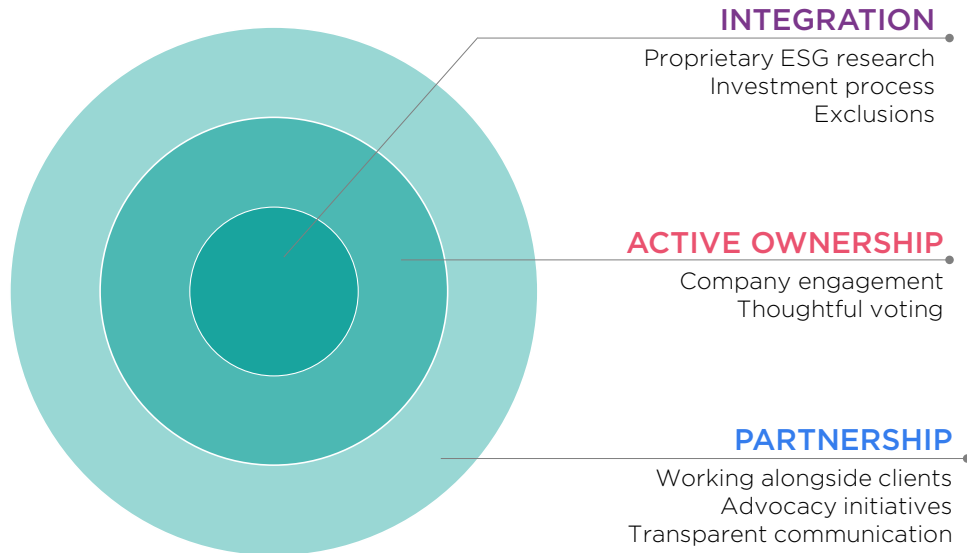 INTEGRATION
Proprietary ESG research
Investment process
Exclusions
ACTIVE OWNERSHIP
Company engagement
Thoughtful voting
PARTNERSHIP
Working alongside clients
Advocacy initiatives
Transparent communication